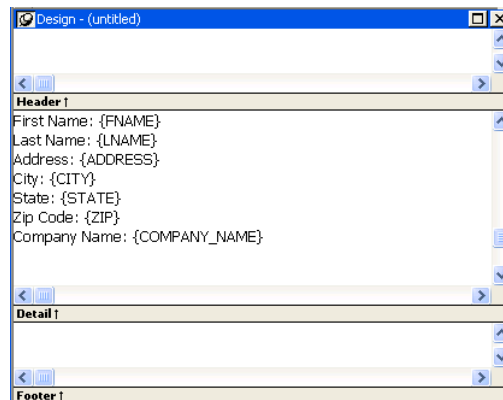 Design - (untitled)
Header ↑
First Name: {FNAME}
Last Name: {LNAME}
Address: {ADDRESS}
City: {CITY}
State: {STATE}
Zip Code: {ZIP}
Company Name: {COMPANY_NAME}
Detail ↑
Footer ↑